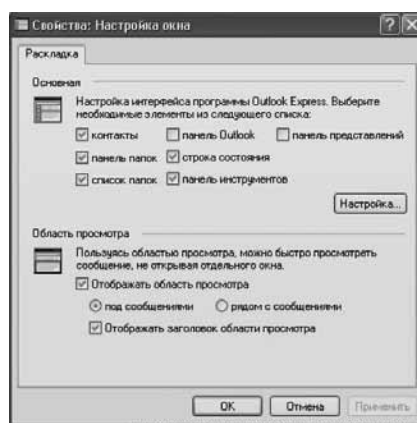 Свойства: Настройка окна
Раскладка
Основная
Настройка интерфейса программы Outlook Express. Выберите
необходимые элементы из следующего списка:
контакты панель Outlook панель представлений
панель папок строка состояния
список папок панель инструментов
Настройка...
Область просмотра
Пользуясь областью просмотра, можно быстро просмотреть
сообщение, не открывая отдельного окна.
Отображать область просмотра
под сообщениями рядом с сообщениями
Отображать заголовок области просмотра
OK Отмена Применить